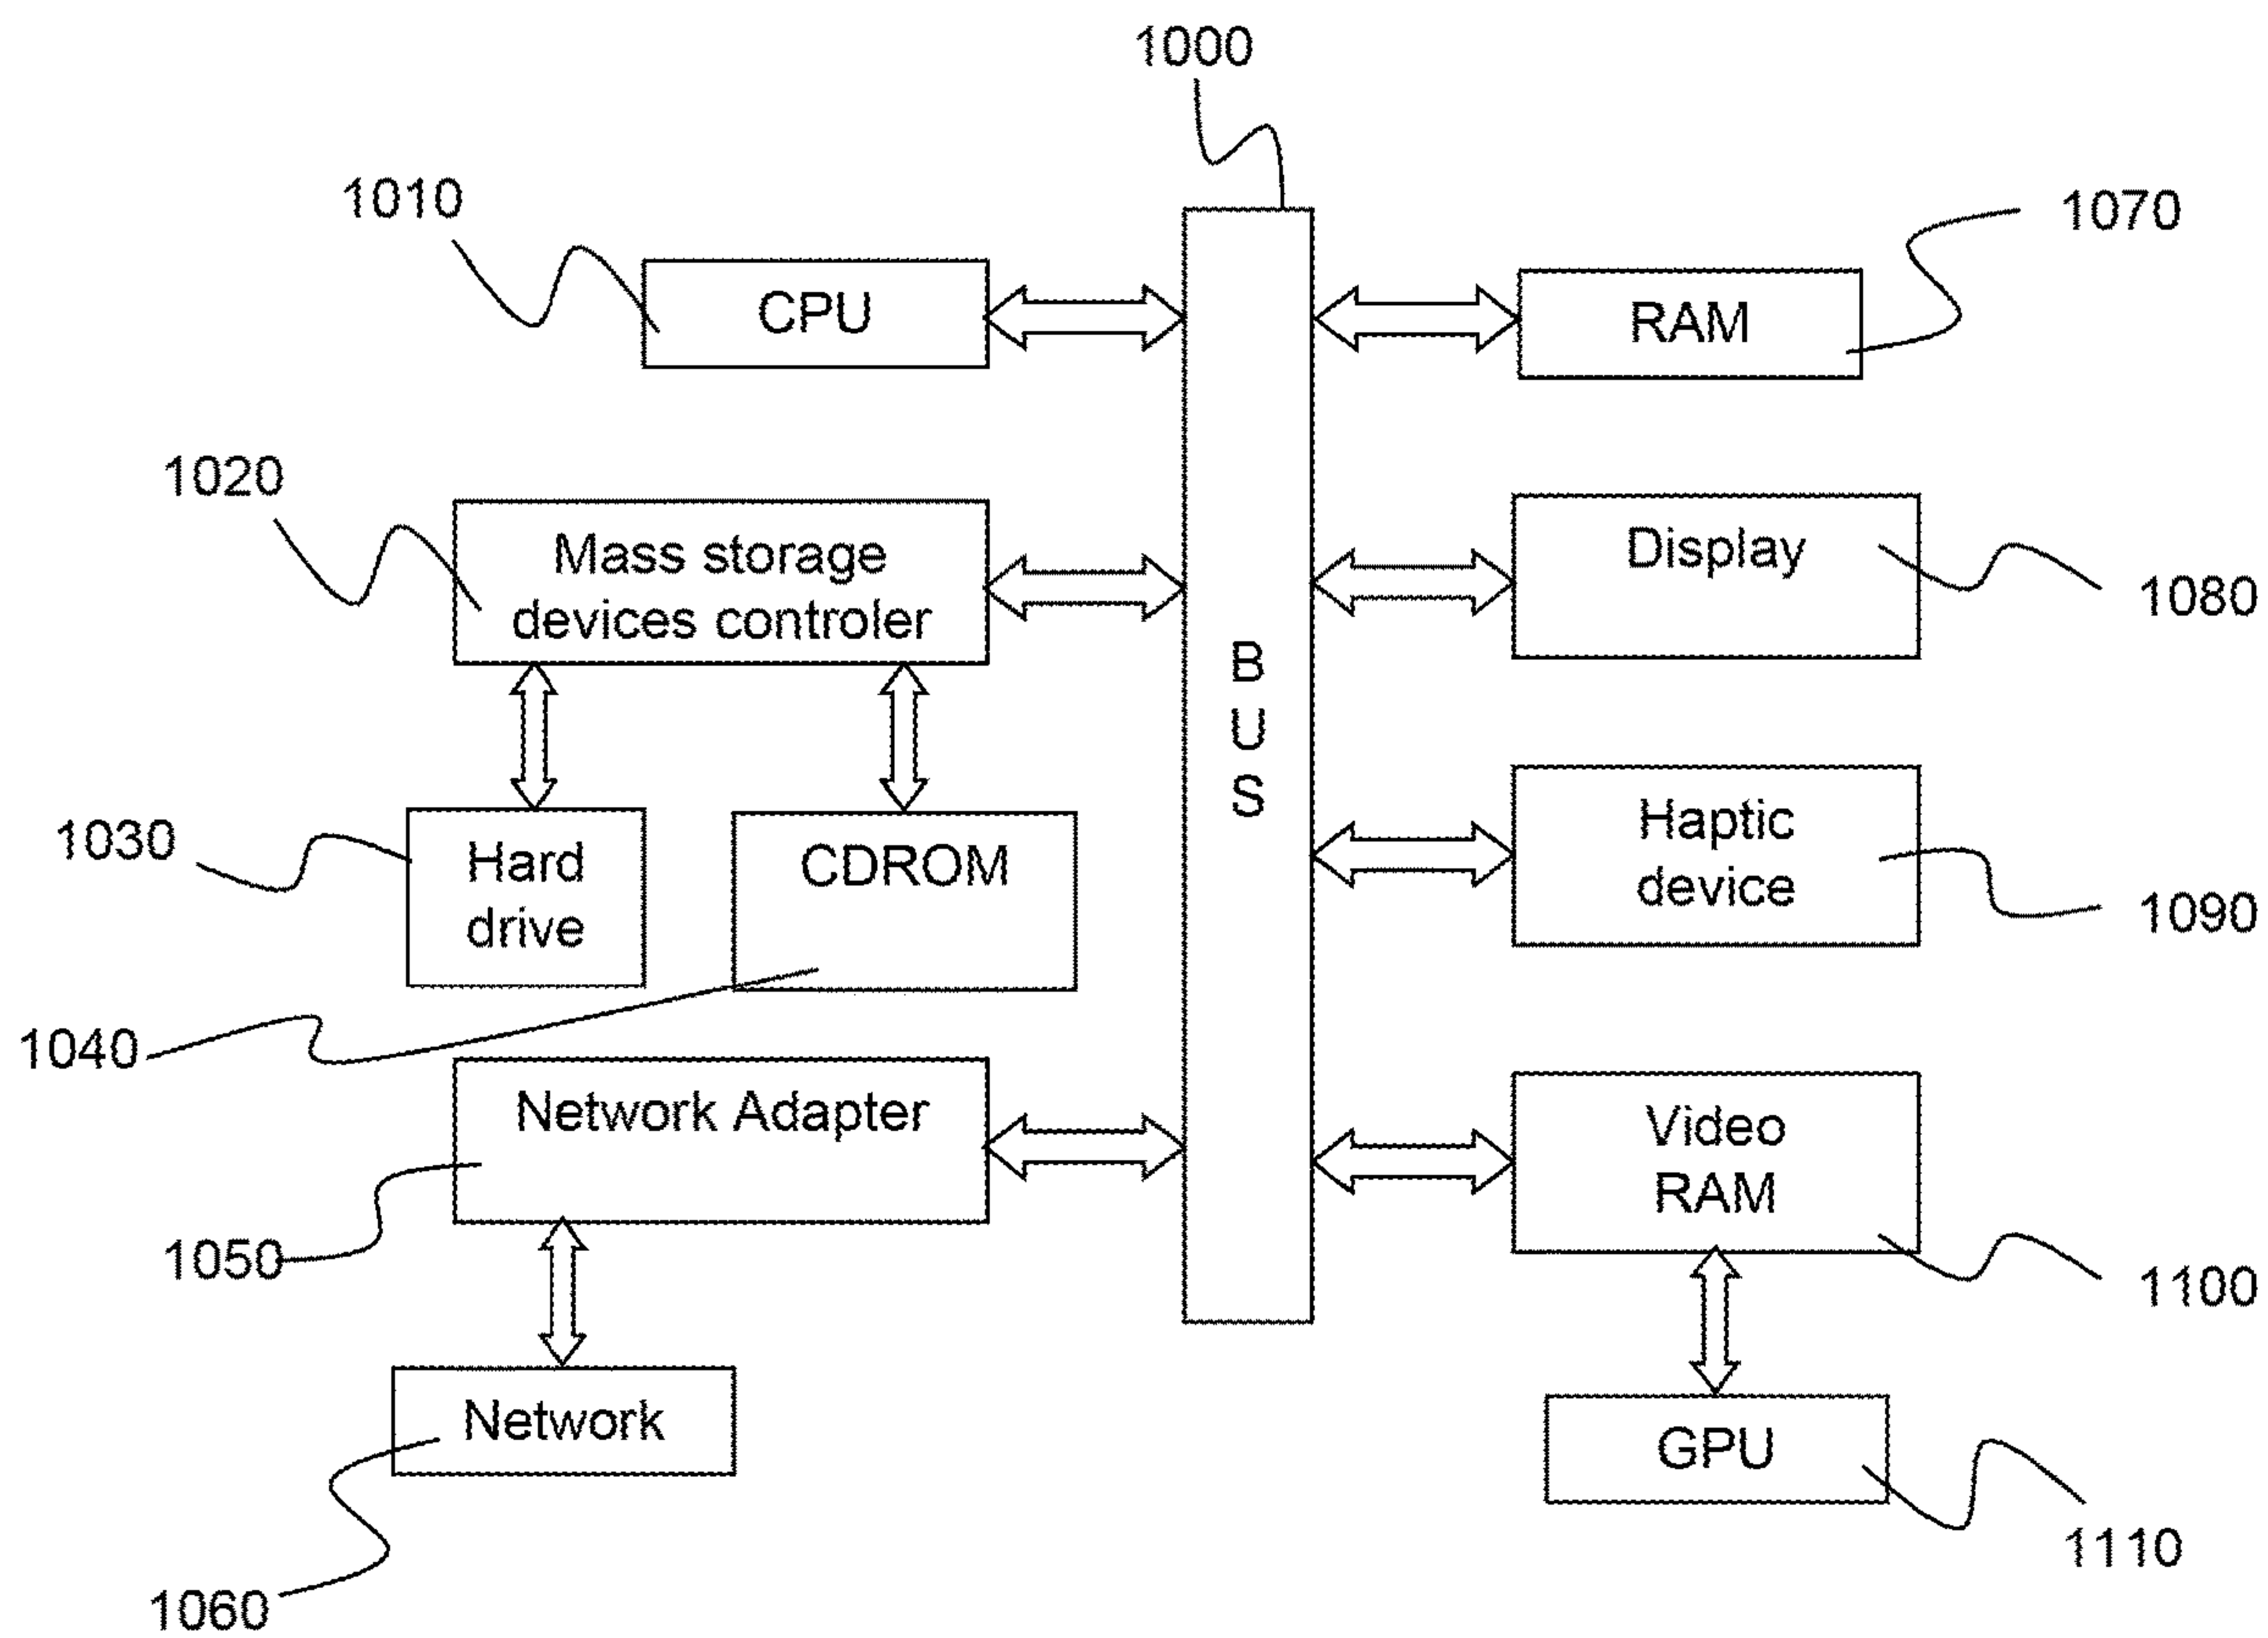 1000
1010
CPU
RAM
1070
1020
Mass storage
devices controler
Display
1080
B
U
S
1030
Hard
drive
CDROM
Haptic
device
1090
1040
Network Adapter
1050
Video
RAM
1100
Network
1060
GPU
1110